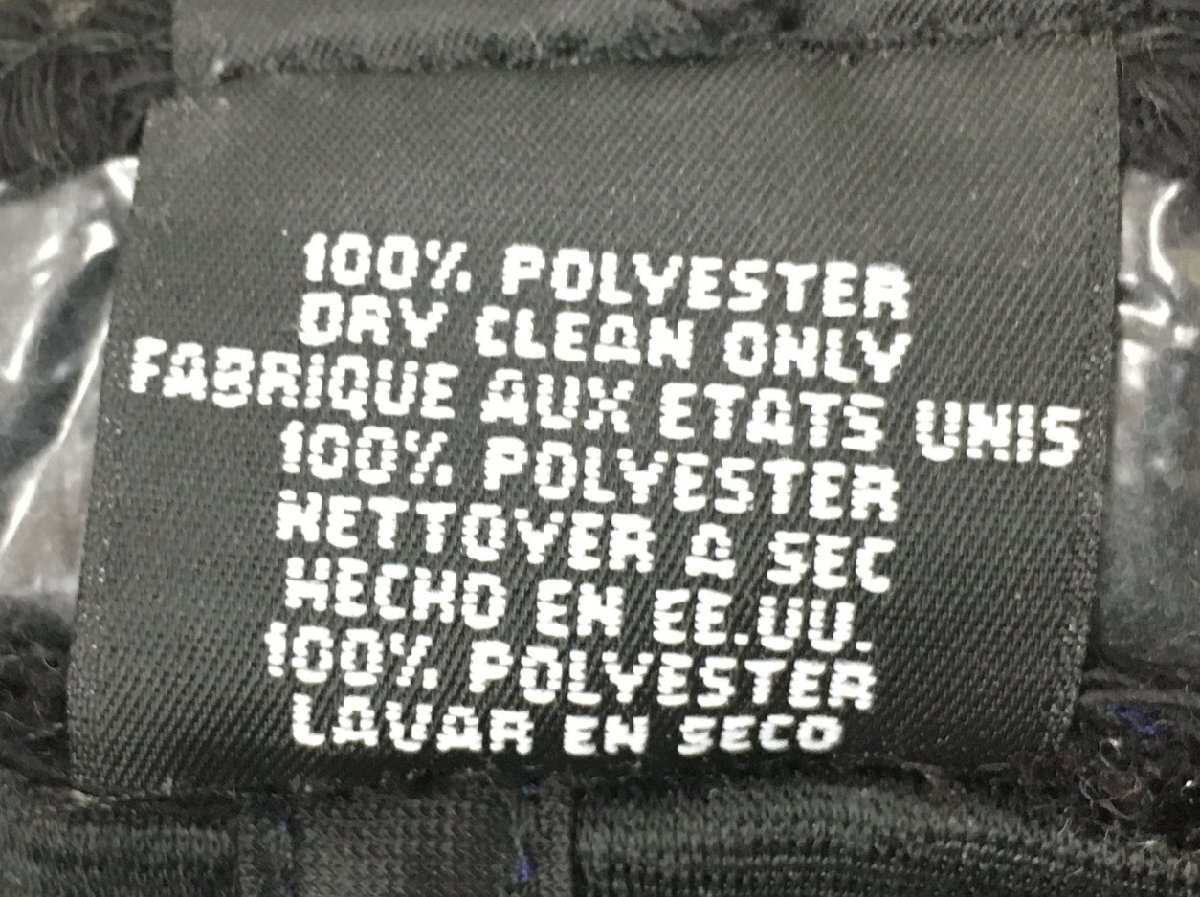 100% POLYESTER
DRY CLEAN ONLY
FABRIQUE AUX ETATS UNIS
100% POLYESTER
NETTOYER A SEC
HECHO EN EE.UU.
100% POLYESTER
LAVAR EN SECO